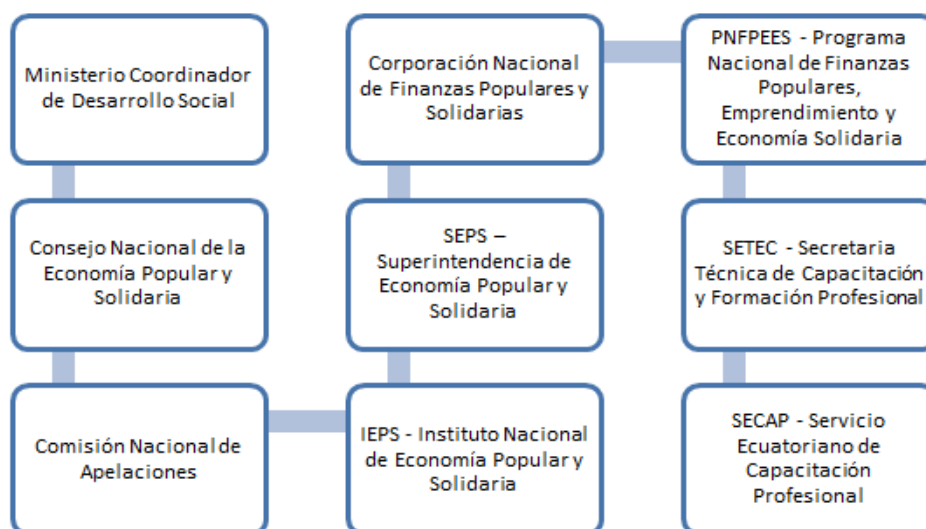 Ministerio Coordinador
de Desarrollo Social
Consejo Nacional de la
Economía Popular y
Solidaria
Comisión Nacional de
Apelaciones
IEPS - Instituto Nacional
de Economía Popular y
Solidaria
SEPS –
Superintendencia de
Economía Popular y
Solidaria
Corporación Nacional
de Finanzas Populares y
Solidarias
PNFPEES - Programa
Nacional de Finanzas
Populares,
Emprendimiento y
Economía Solidaria
SETEC - Secretaria
Técnica de Capacitación
y Formación Profesional
SECAP - Servicio
Ecuatoriano de
Capacitación
Profesional